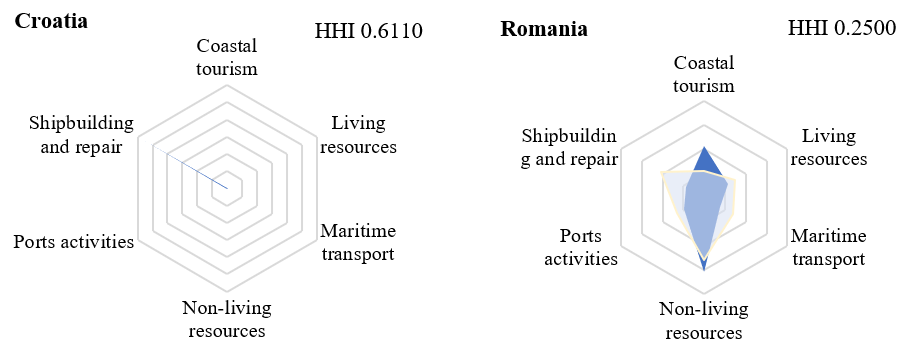 Croatia
HHI 0.6110
Coastal
tourism
Shipbuilding
and repair
Living
resources
Ports activities
Maritime
transport
Non-living
resources
Romania
HHI 0.2500
Coastal
tourism
Shipbuildin
g and repair
Living
resources
Ports
activities
Maritime
transport
Non-living
resources